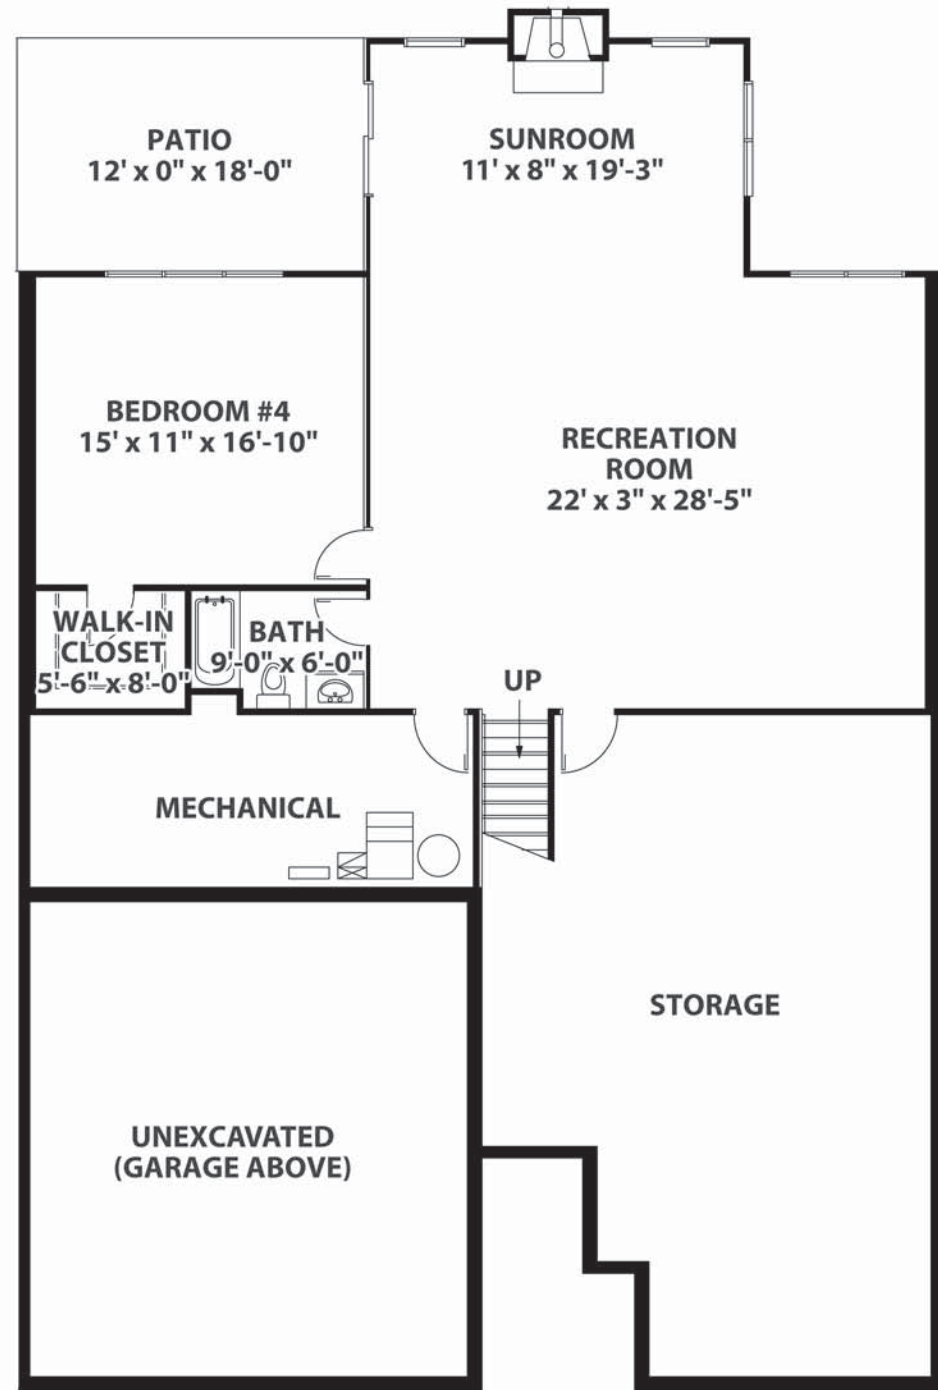 PATIO
12' x 0" x 18'-0"
SUNROOM
11' x 8" x 19'-3"
BEDROOM #4
15' x 11" x 16'-10"
RECREATION
ROOM
22' x 3" x 28'-5"
WALK-IN
CLOSET
5'-6" x 8'-0"
BATH
9'-0" x 6'-0"
UP
MECHANICAL
STORAGE
UNEXCAVATED
(GARAGE ABOVE)